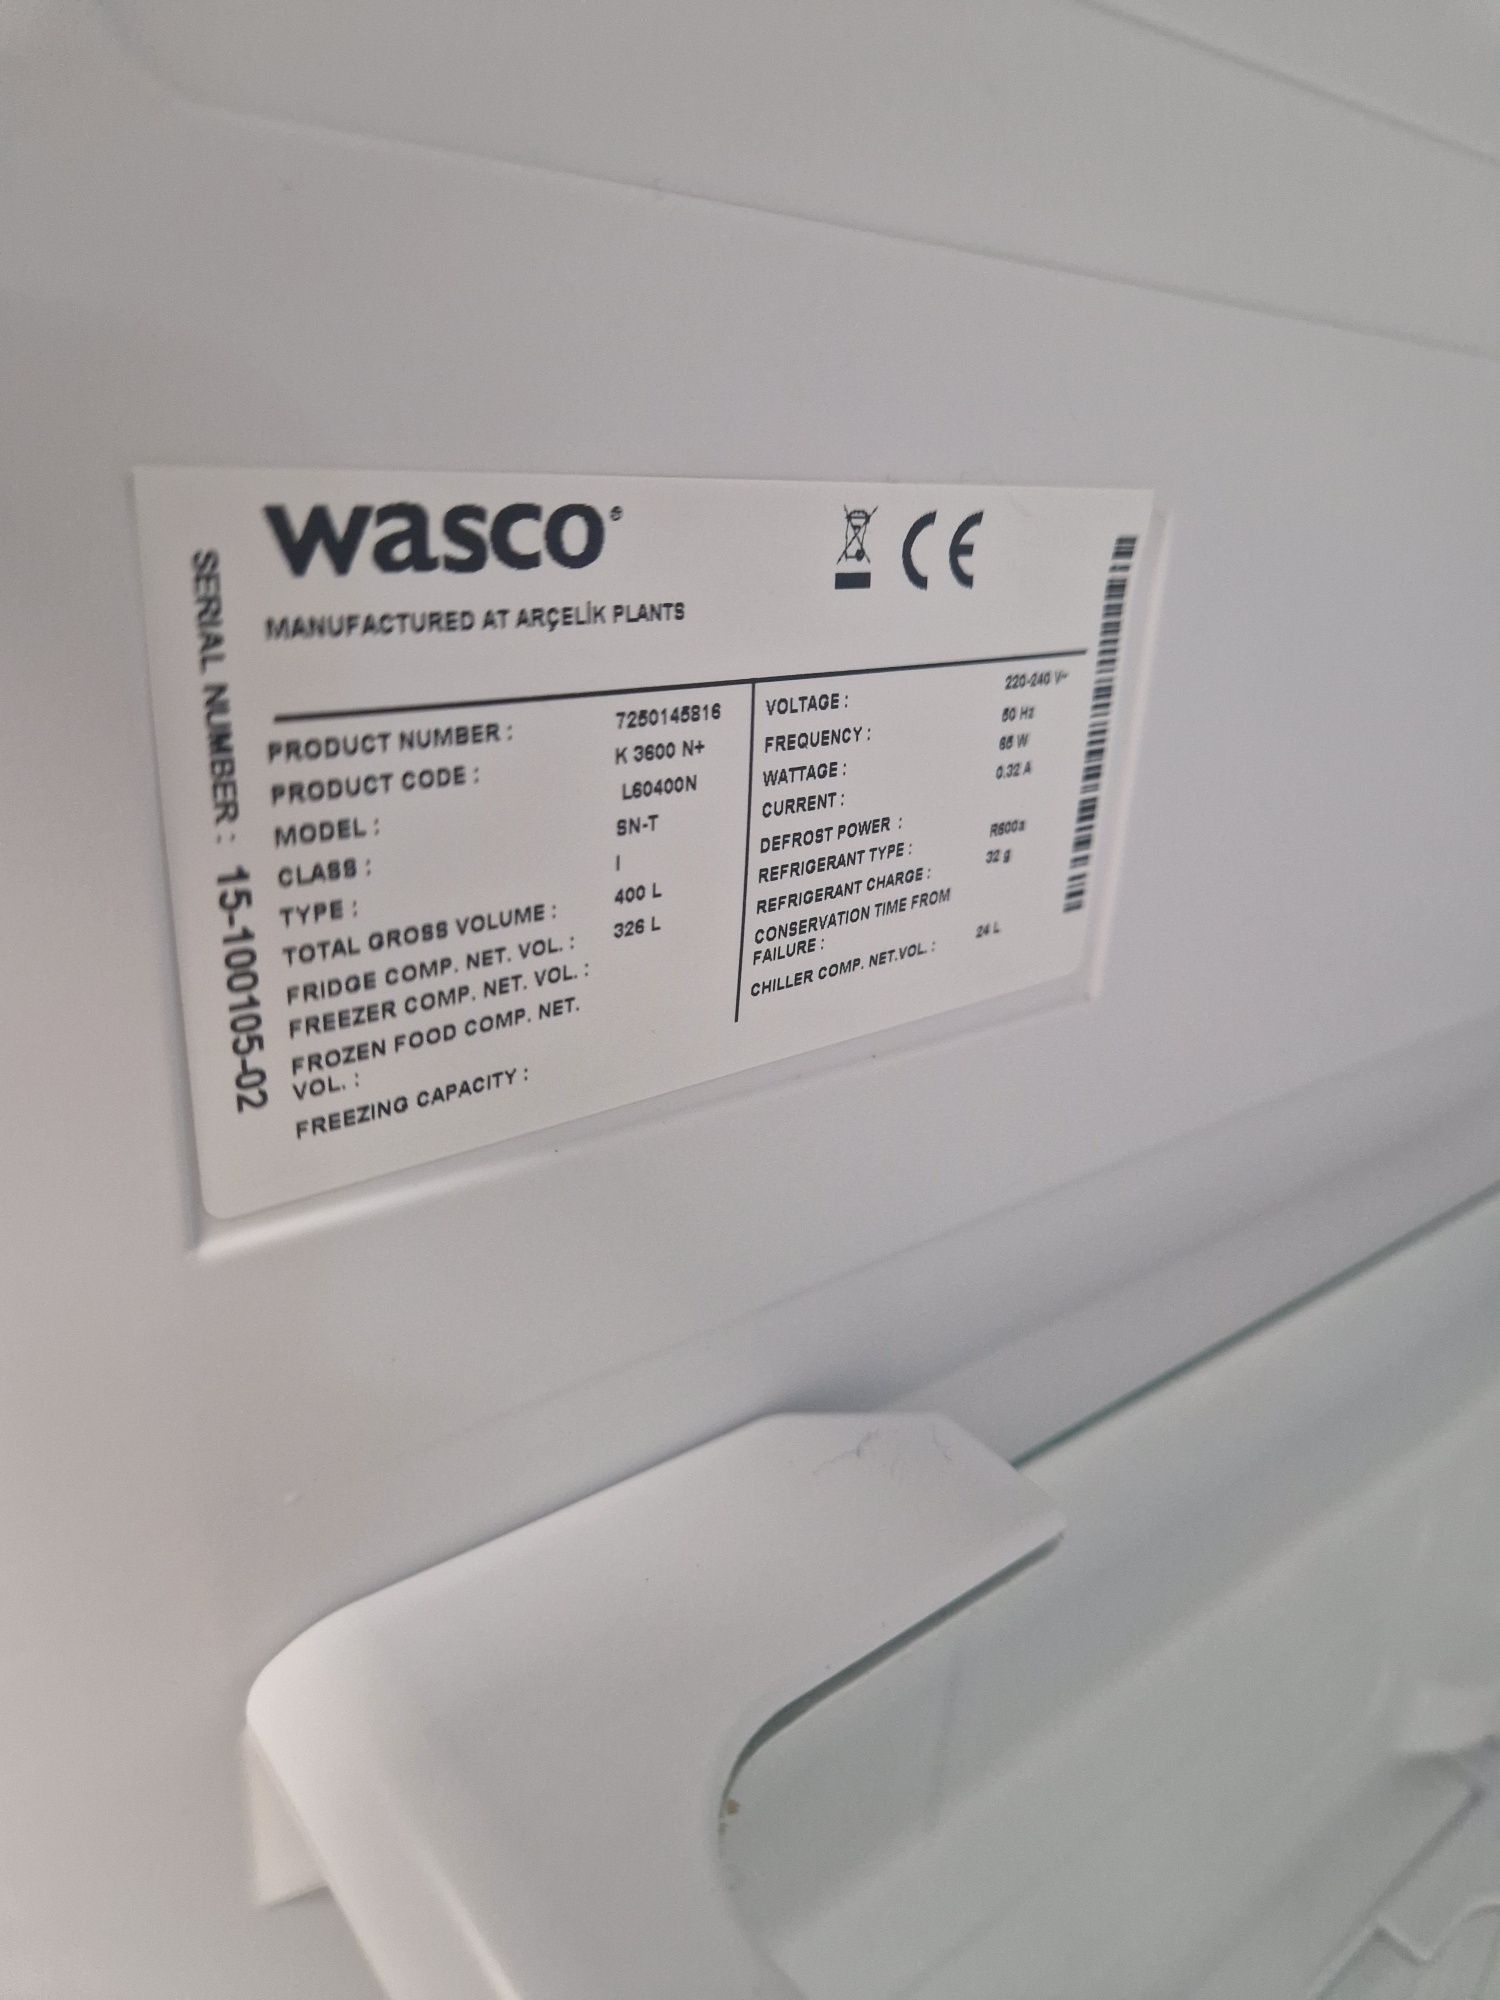 wasco®
MANUFACTURED AT ARÇELİK PLANTS
SERIAL NUMBER : 15-100105-02
PRODUCT NUMBER : 7250145816
PRODUCT CODE : K 3600 N+
MODEL : L60400N
CLASS : SN-T
TYPE : I
TOTAL GROSS VOLUME : 400 L
FRIDGE COMP. NET. VOL. : 326 L
FREEZER COMP. NET. VOL. :
FROZEN FOOD COMP. NET.
VOL. :
FREEZING CAPACITY :
VOLTAGE : 220-240 V~
FREQUENCY : 50 Hz
WATTAGE : 65 W
CURRENT : 0.32 A
DEFROST POWER :
REFRIGERANT TYPE : R600a
REFRIGERANT CHARGE : 32 g
CONSERVATION TIME FROM
FAILURE :
CHILLER COMP. NET.VOL. : 24 L
CE